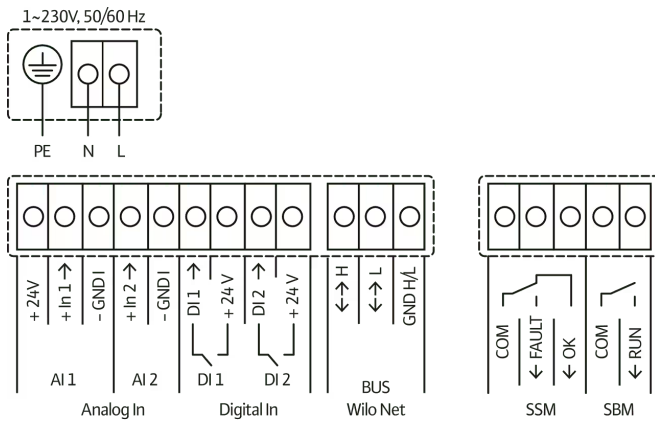 1~230V, 50/60 Hz
PE N L
+ 24V
+ In 1 →
- GND I
+ In 2 →
- GND I
DI 1 →
+ 24 V
DI 2 →
+ 24 V
<-> H
<-> L
GND H/L
COM
← FAULT
← OK
COM
← RUN
AI 1 AI 2 DI 1 DI 2
Analog In Digital In
BUS
Wilo Net
SSM SBM